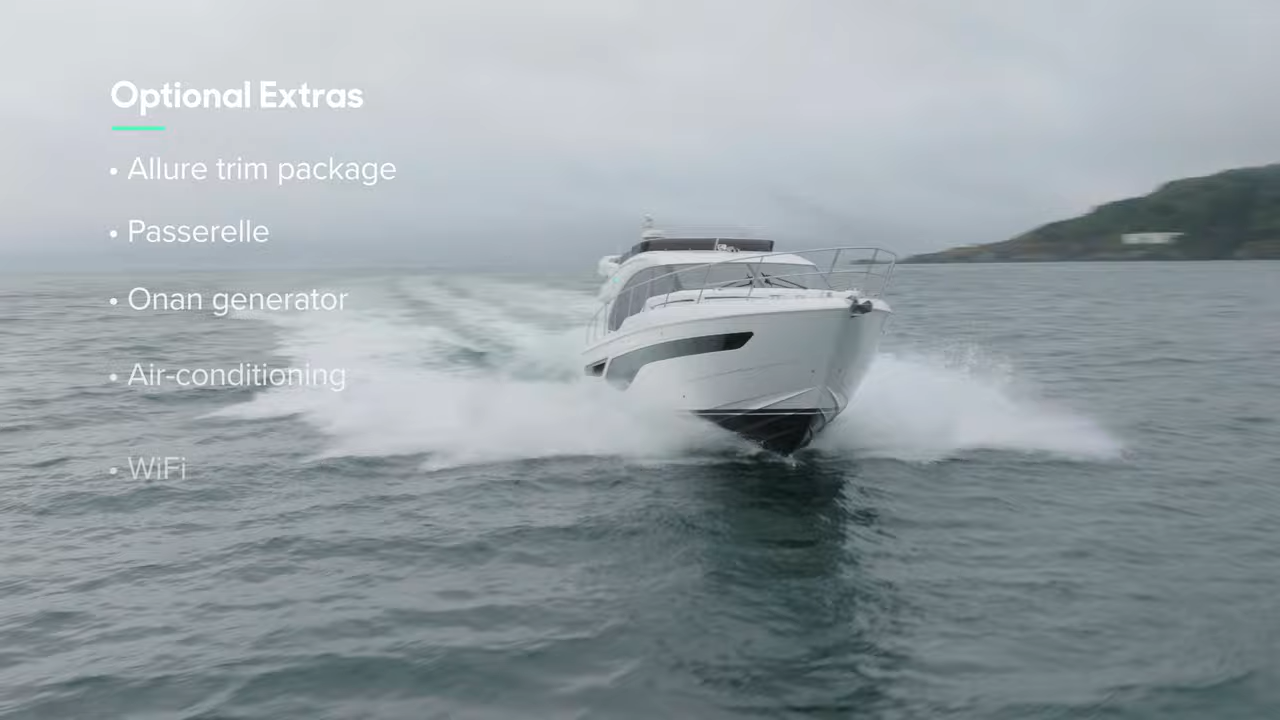 Optional Extras
• Allure trim package
• Passerelle
• Onan generator
• Air-conditioning
• WiFi